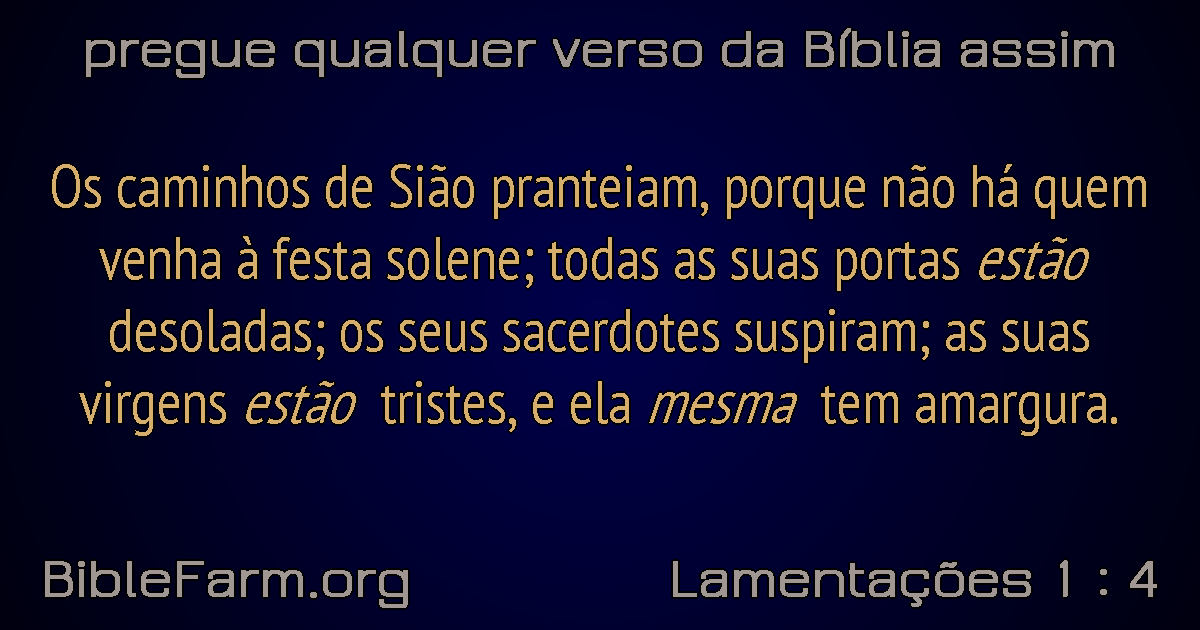 pregue qualquer verso da Bíblia assim
Os caminhos de Sião pranteiam, porque não há quem
venha à festa solene; todas as suas portas estão
desoladas; os seus sacerdotes suspiram; as suas
virgens estão tristes, e ela mesma tem amargura.
BibleFarm.org
Lamentações 1 : 4